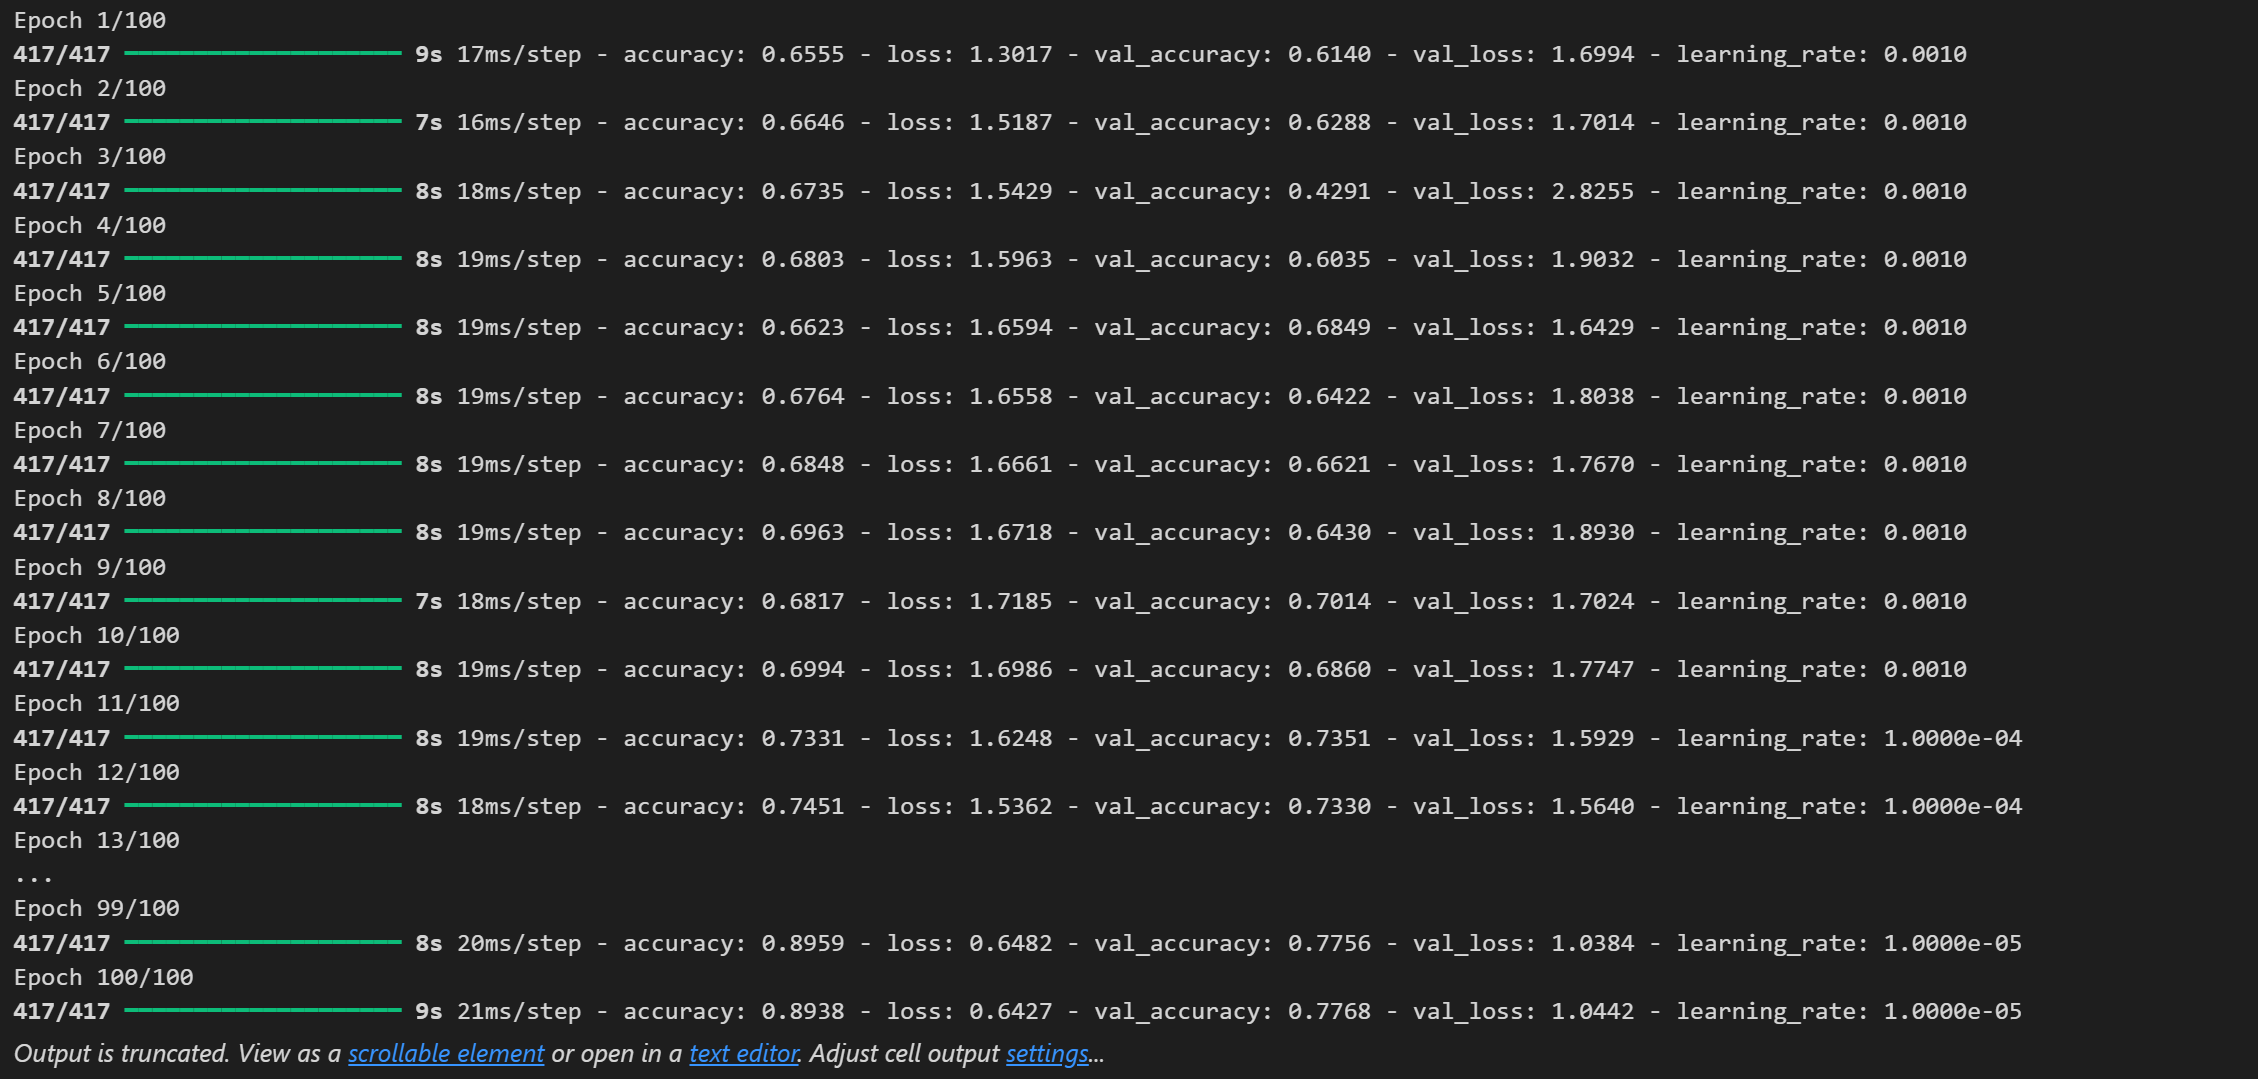 Epoch 1/100
417/417 ━━━━━━━━━━━━━━━━━━━━ 9s 17ms/step - accuracy: 0.6555 - loss: 1.3017 - val_accuracy: 0.6140 - val_loss: 1.6994 - learning_rate: 0.0010
Epoch 2/100
417/417 ━━━━━━━━━━━━━━━━━━━━ 7s 16ms/step - accuracy: 0.6646 - loss: 1.5187 - val_accuracy: 0.6288 - val_loss: 1.7014 - learning_rate: 0.0010
Epoch 3/100
417/417 ━━━━━━━━━━━━━━━━━━━━ 8s 18ms/step - accuracy: 0.6735 - loss: 1.5429 - val_accuracy: 0.4291 - val_loss: 2.8255 - learning_rate: 0.0010
Epoch 4/100
417/417 ━━━━━━━━━━━━━━━━━━━━ 8s 19ms/step - accuracy: 0.6803 - loss: 1.5963 - val_accuracy: 0.6035 - val_loss: 1.9032 - learning_rate: 0.0010
Epoch 5/100
417/417 ━━━━━━━━━━━━━━━━━━━━ 8s 19ms/step - accuracy: 0.6623 - loss: 1.6594 - val_accuracy: 0.6849 - val_loss: 1.6429 - learning_rate: 0.0010
Epoch 6/100
417/417 ━━━━━━━━━━━━━━━━━━━━ 8s 19ms/step - accuracy: 0.6764 - loss: 1.6558 - val_accuracy: 0.6422 - val_loss: 1.8038 - learning_rate: 0.0010
Epoch 7/100
417/417 ━━━━━━━━━━━━━━━━━━━━ 8s 19ms/step - accuracy: 0.6848 - loss: 1.6661 - val_accuracy: 0.6621 - val_loss: 1.7670 - learning_rate: 0.0010
Epoch 8/100
417/417 ━━━━━━━━━━━━━━━━━━━━ 8s 19ms/step - accuracy: 0.6963 - loss: 1.6718 - val_accuracy: 0.6430 - val_loss: 1.8930 - learning_rate: 0.0010
Epoch 9/100
417/417 ━━━━━━━━━━━━━━━━━━━━ 7s 18ms/step - accuracy: 0.6817 - loss: 1.7185 - val_accuracy: 0.7014 - val_loss: 1.7024 - learning_rate: 0.0010
Epoch 10/100
417/417 ━━━━━━━━━━━━━━━━━━━━ 8s 19ms/step - accuracy: 0.6994 - loss: 1.6986 - val_accuracy: 0.6860 - val_loss: 1.7747 - learning_rate: 0.0010
Epoch 11/100
417/417 ━━━━━━━━━━━━━━━━━━━━ 8s 19ms/step - accuracy: 0.7331 - loss: 1.6248 - val_accuracy: 0.7351 - val_loss: 1.5929 - learning_rate: 1.0000e-04
Epoch 12/100
417/417 ━━━━━━━━━━━━━━━━━━━━ 8s 18ms/step - accuracy: 0.7451 - loss: 1.5362 - val_accuracy: 0.7330 - val_loss: 1.5640 - learning_rate: 1.0000e-04
Epoch 13/100
...
Epoch 99/100
417/417 ━━━━━━━━━━━━━━━━━━━━ 8s 20ms/step - accuracy: 0.8959 - loss: 0.6482 - val_accuracy: 0.7756 - val_loss: 1.0384 - learning_rate: 1.0000e-05
Epoch 100/100
417/417 ━━━━━━━━━━━━━━━━━━━━ 9s 21ms/step - accuracy: 0.8938 - loss: 0.6427 - val_accuracy: 0.7768 - val_loss: 1.0442 - learning_rate: 1.0000e-05
Output is truncated. View as a scrollable element or open in a text editor. Adjust cell output settings...